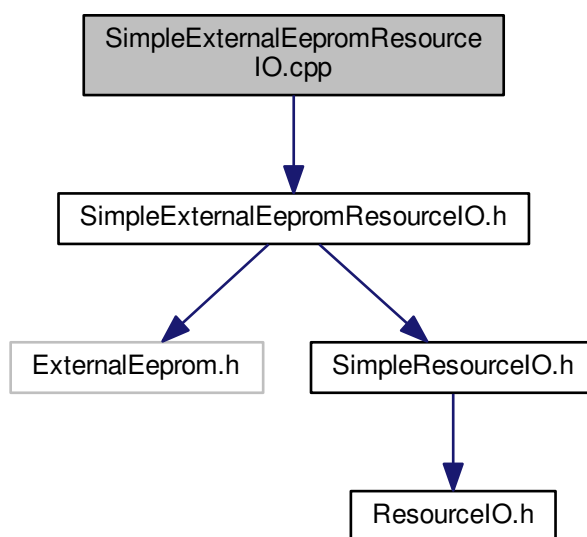 SimpleExternalEepromResource
IO.cpp
SimpleExternalEepromResourceIO.h
ExternalEeprom.h
SimpleResourceIO.h
ResourceIO.h